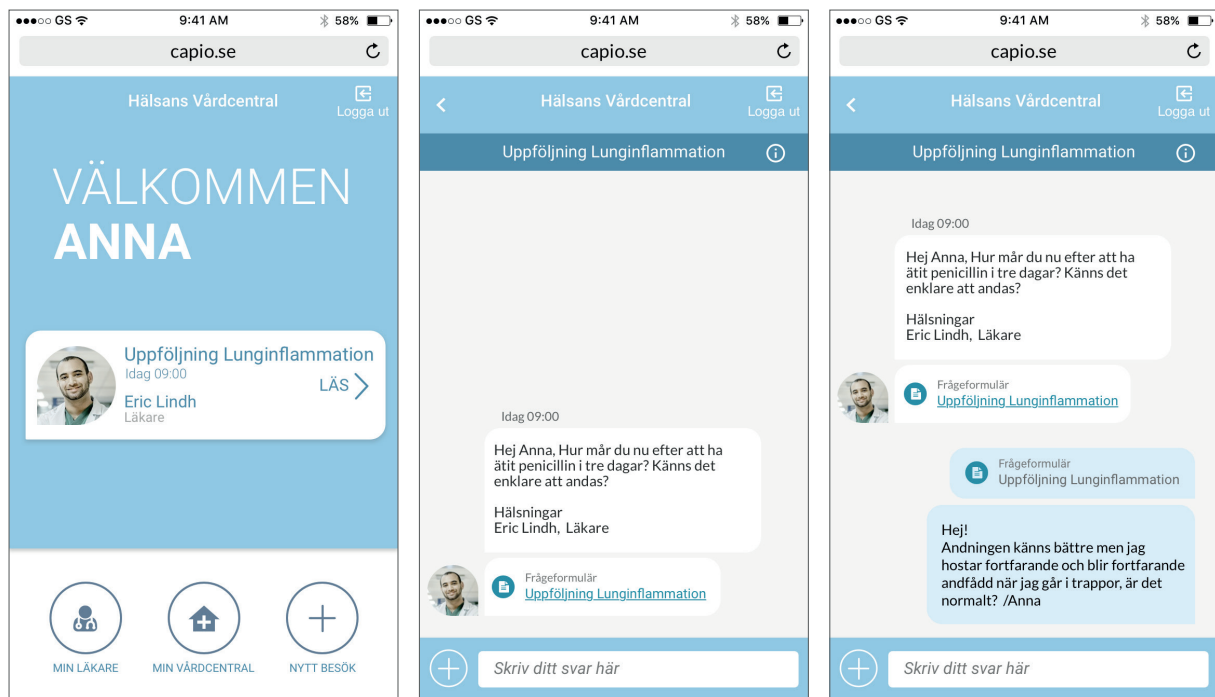 GS 9:41 AM 58%
capio.se
Hälsans Vårdcentral
Logga ut
VÄLKOMMEN
ANNA
Uppföljning Lunginflammation
Idag 09:00
LÄS
Eric Lindh
Läkare
MIN LÄKARE
MIN VÅRDCENTRAL
NYTT BESÖK
GS 9:41 AM 58%
capio.se
Hälsans Vårdcentral
Logga ut
Uppföljning Lunginflammation
Idag 09:00
Hej Anna, Hur mår du nu efter att ha
ätit penicillin i tre dagar? Känns det
enklare att andas?
Hälsningar
Eric Lindh, Läkare
Frågeformulär
Uppföljning Lunginflammation
Skriv ditt svar här
GS 9:41 AM 58%
capio.se
Hälsans Vårdcentral
Logga ut
Uppföljning Lunginflammation
Idag 09:00
Hej Anna, Hur mår du nu efter att ha
ätit penicillin i tre dagar? Känns det
enklare att andas?
Hälsningar
Eric Lindh, Läkare
Frågeformulär
Uppföljning Lunginflammation
Frågeformulär
Uppföljning Lunginflammation
Hej!
Andningen känns bättre men jag
hostar fortfarande och blir fortfarande
andfådd när jag går i trappor, är det
normalt? /Anna
Skriv ditt svar här